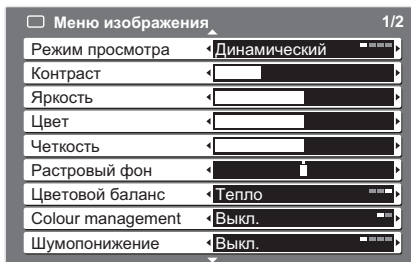 Меню изображения 1/2
Режим просмотра Динамический
Контраст
Яркость
Цвет
Четкость
Растровый фон
Цветовой баланс Тепло
Colour management Выкл.
Шумопонижение Выкл.